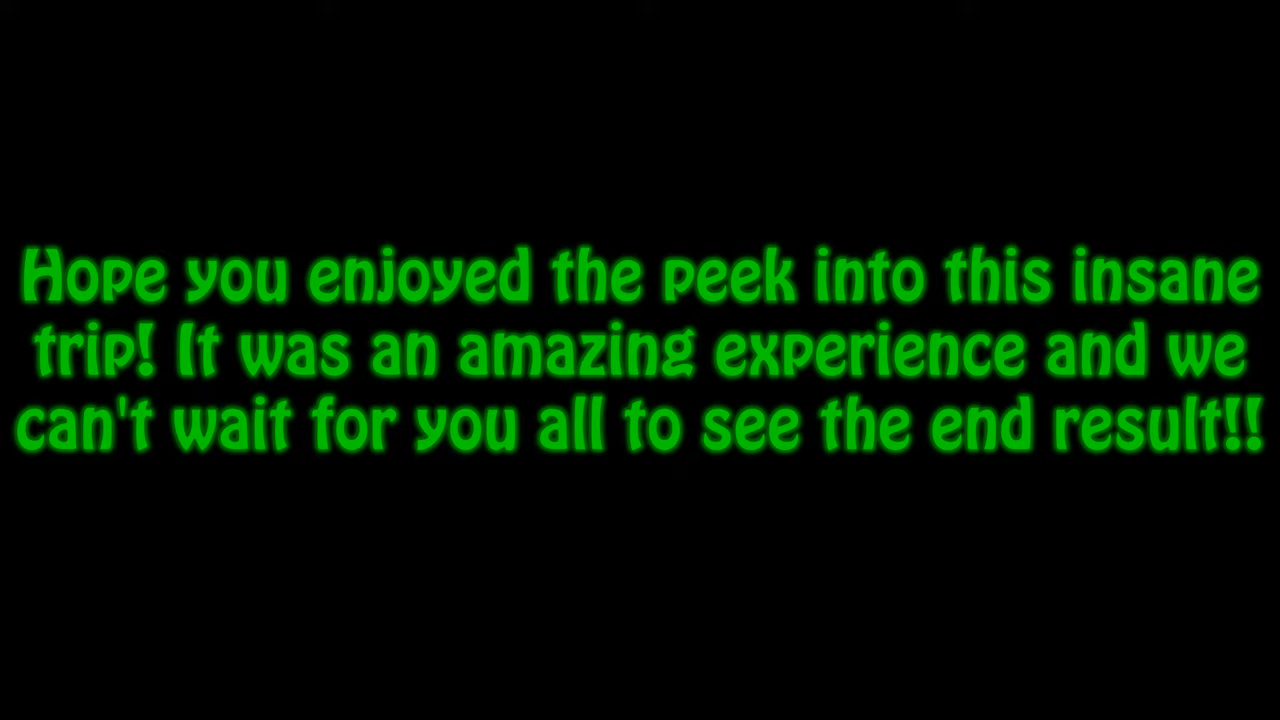 Hope you enjoyed the peek into this insane
trip! It was an amazing experience and we
can't wait for you all to see the end result!!